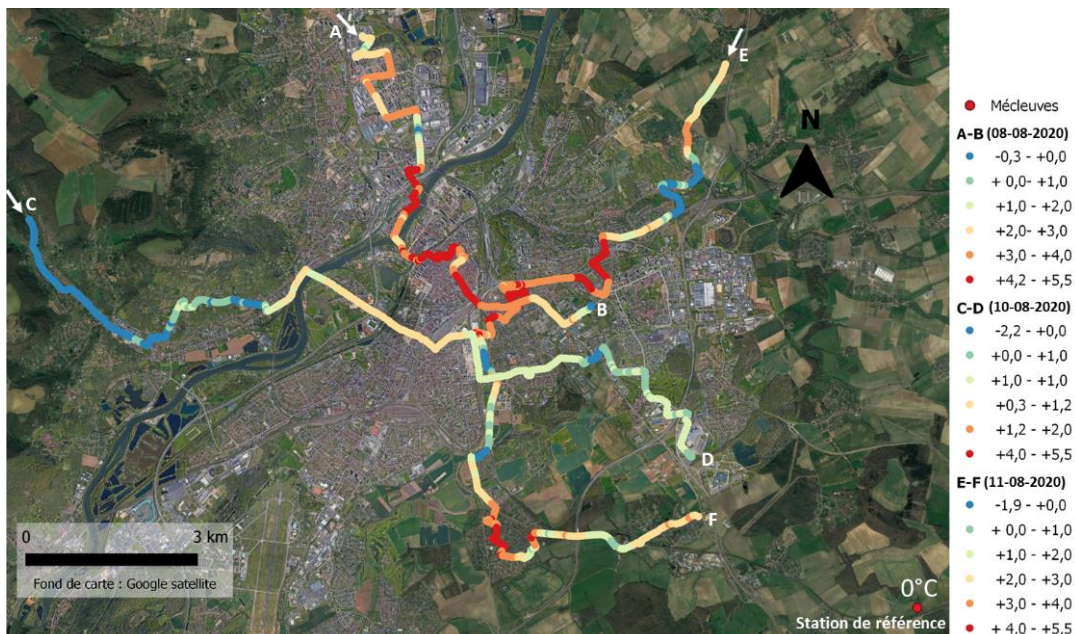 A
E
N
C
B
D
F
0 3 km
Fond de carte : Google satellite
0°C
Station de référence
Mécleuves
A-B (08-08-2020)
-0,3 - +0,0
+ 0,0- +1,0
+1,0 - +2,0
+2,0- +3,0
+3,0 - +4,0
+4,2 - +5,5
C-D (10-08-2020)
-2,2 - +0,0
+0,0 - +1,0
+1,0 - +1,0
+0,3 - +1,2
+1,2 - +2,0
+4,0 - +5,5
E-F (11-08-2020)
-1,9 - +0,0
+ 0,0 - +1,0
+1,0 - +2,0
+2,0 - +3,0
+3,0 - +4,0
+ 4,0 - +5,5